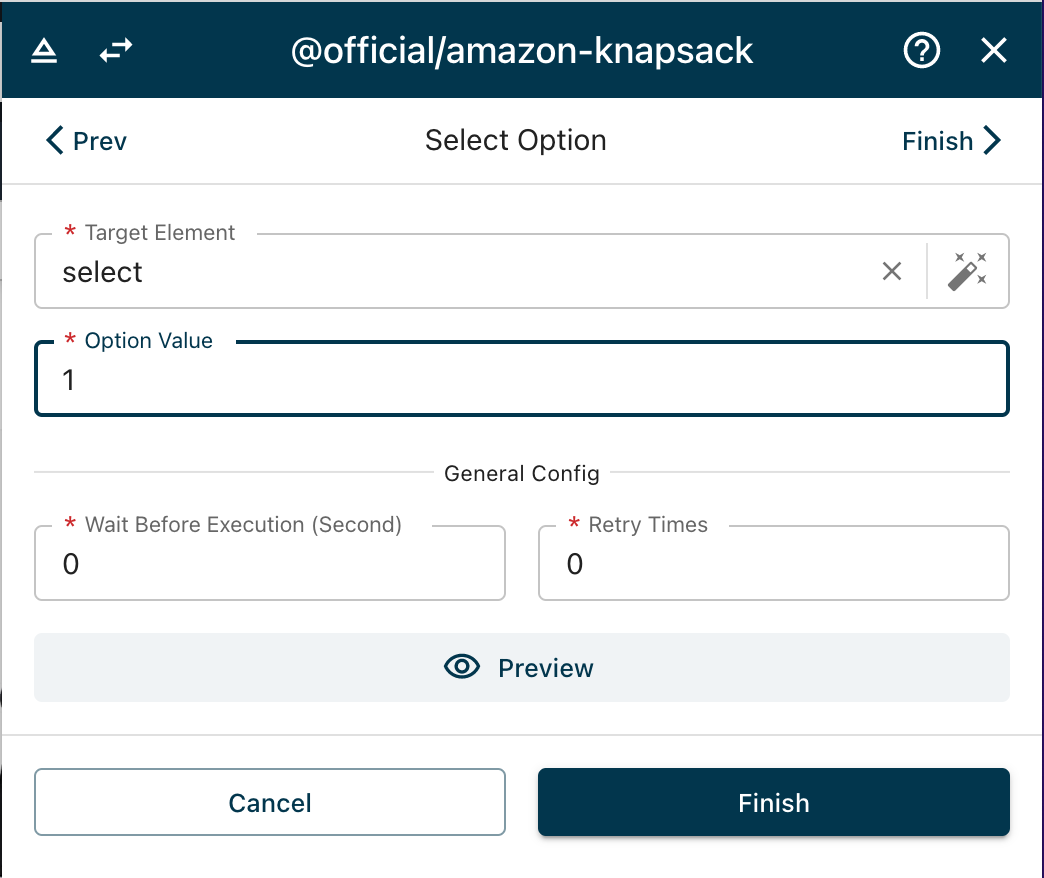 @official/amazon-knapsack
Prev
Select Option
Finish
* Target Element
select
* Option Value
1
General Config
* Wait Before Execution (Second)
0
* Retry Times
0
Preview
Cancel
Finish